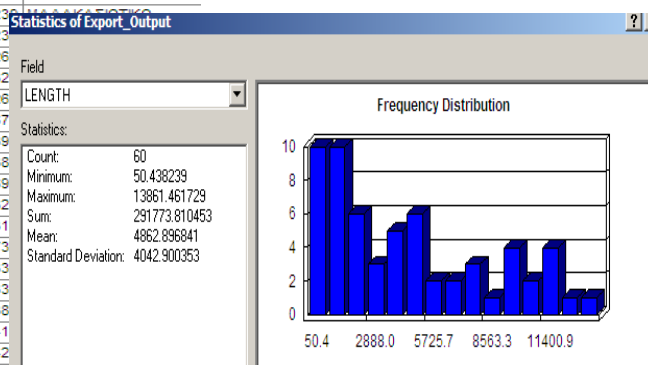 Statistics of Export_Output
Field
LENGTH
Statistics:
Count: 60
Minimum: 50.438239
Maximum: 13861.461729
Sum: 291773.810453
Mean: 4862.896841
Standard Deviation: 4042.900353
Frequency Distribution
10
8
6
4
2
0
50.4 2888.0 5725.7 8563.3 11400.9